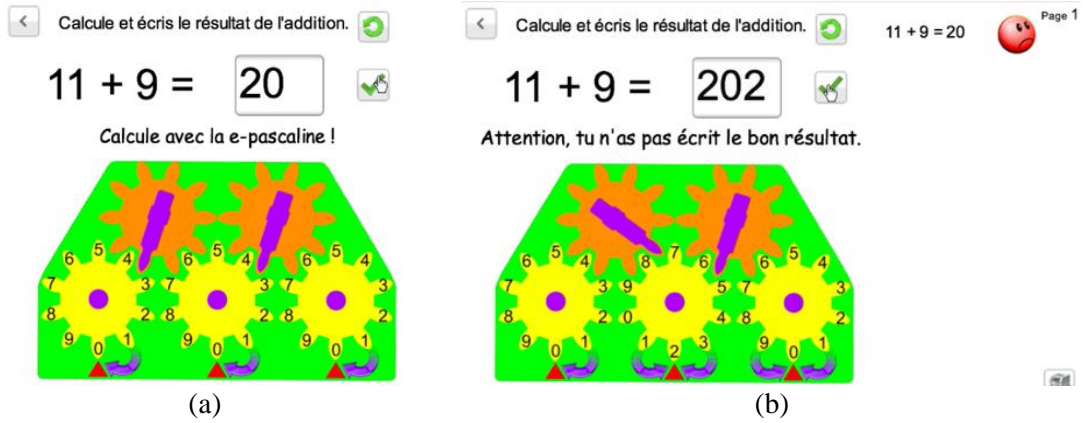 Calcule et écris le résultat de l'addition.
11 + 9 = 20
Calcule avec la e-pascaline !
5 5 5
6 4 6 4 6 4
7 3 7 3 7 3
8 2 8 2 8 2
9 0 1 9 0 1 9 0 1
(a)
Calcule et écris le résultat de l'addition.
11 + 9 = 202
Attention, tu n'as pas écrit le bon résultat.
5 7 5
6 4 8 6 6 4
7 3 9 5 7 3
8 2 0 4 8 2
9 0 1 1 2 3 9 0 1
11 + 9 = 20
Page 1
(b)